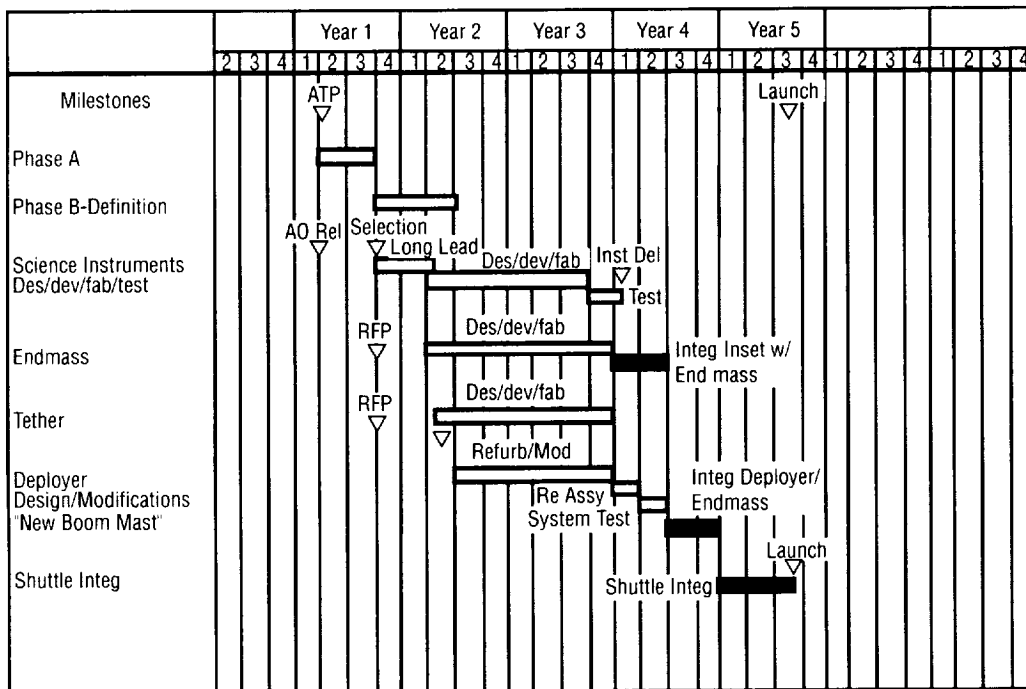 Year 1 Year 2 Year 3 Year 4 Year 5
2 3 4 1 2 3 4 1 2 3 4 1 2 3 4 1 2 3 4 1 2 3 4 1 2 3 4 1 2 3 4
Milestones ATP Launch
Phase A
Phase B-Definition
AO Rel Selection
Long Lead
Science Instruments Des/dev/fab Inst Del
Des/dev/fab/test Test
RFP Des/dev/fab
Endmass Integ Inset w/
End mass
RFP Des/dev/fab
Tether
Refurb/Mod
Deployer Integ Deployer/
Design/Modifications Re Assy Endmass
"New Boom Mast" System Test
Launch
Shuttle Integ Shuttle Integ